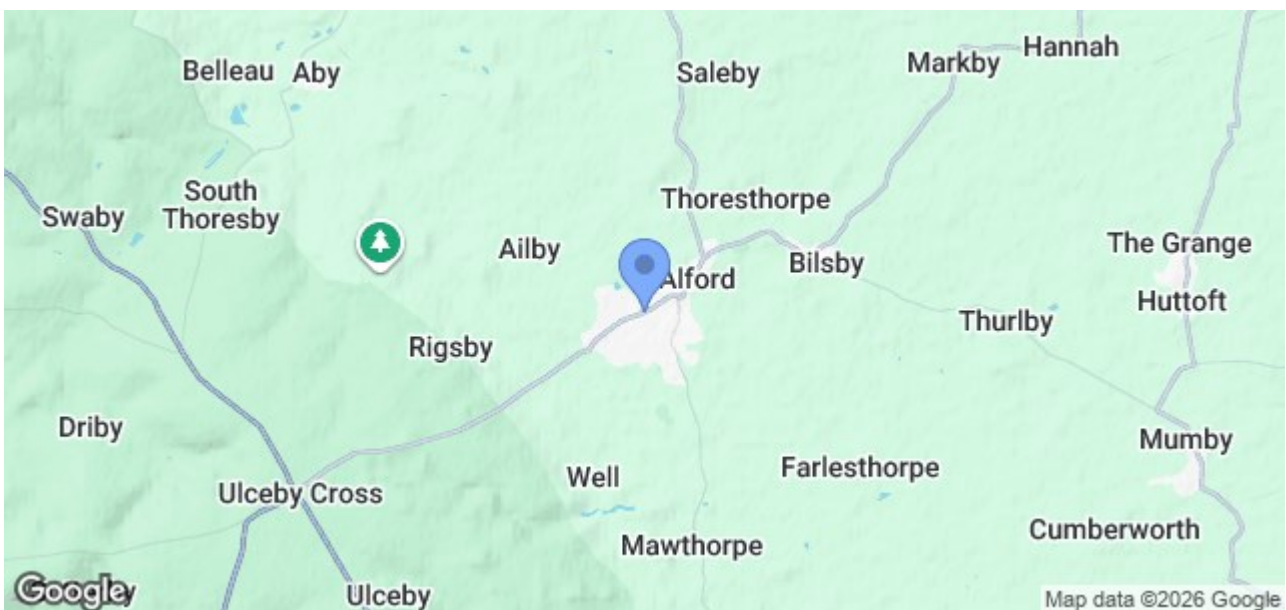 Hannah
Markby
Belleau
Aby
Saleby
South
Thoresby
Thoresthorpe
Swaby
Ailby
The Grange
Bilsby
Alford
Huttoft
Thurlby
Rigsby
Driby
Mumby
Farlesthorpe
Well
Ulceby Cross
Cumberworth
Mawthorpe
Google
Ulceby
Map data ©2026 Google